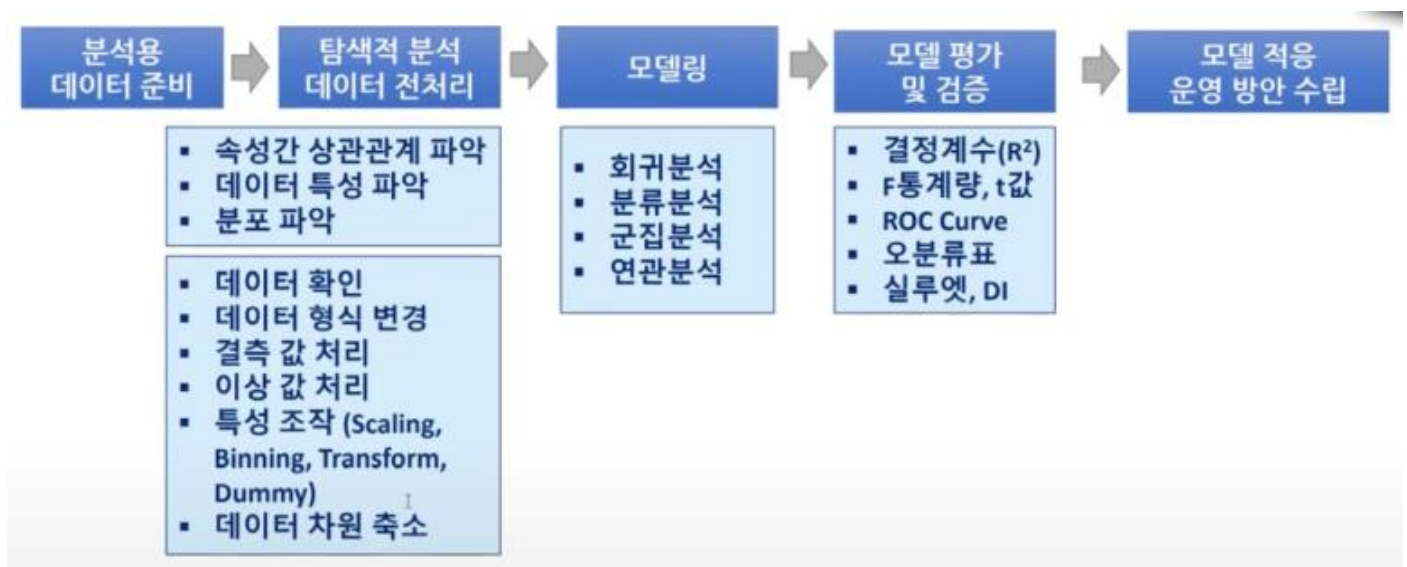 분석용
데이터 준비
탐색적 분석
데이터 전처리
모델링
모델 평가
및 검증
모델 적응
운영 방안 수립
▪ 속성간 상관관계 파악
▪ 데이터 특성 파악
▪ 분포 파악
▪ 데이터 확인
▪ 데이터 형식 변경
▪ 결측 값 처리
▪ 이상 값 처리
▪ 특성 조작 (Scaling,
Binning, Transform,
Dummy)
▪ 데이터 차원 축소
▪ 회귀분석
▪ 분류분석
▪ 군집분석
▪ 연관분석
▪ 결정계수(R²)
▪ F통계량, t값
▪ ROC Curve
▪ 오분류표
▪ 실루엣, DI